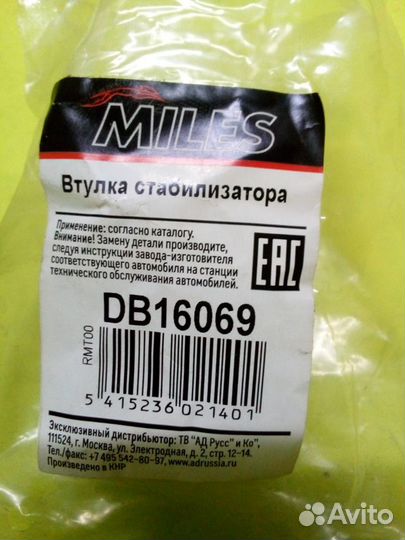 MILES
Втулка стабилизатора
Применение: согласно каталогу.
Внимание! Замену детали производите,
следуя инструкции завода-изготовителя
соответствующего автомобиля на станции
технического обслуживания автомобилей.
EAC
DB16069
RMT00
5 415236 021401
Эксклюзивный дистрибьютор: ТВ "АД Русс" и Ко",
111524, г. Москва, ул. Электродная, д. 2, стр. 12-14.
Тел./факс: +7 495 542-80-97, www.adrussia.ru
Произведено в КНР
Avito